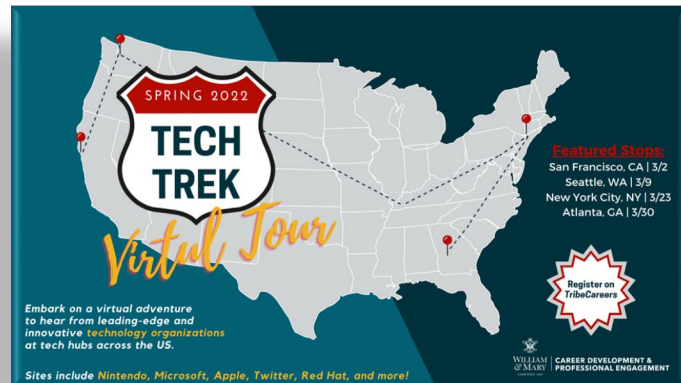 SPRING 2022
TECH
TREK
Virtul Tour
Featured Stops:
San Francisco, CA | 3/2
Seattle, WA | 3/9
New York City, NY | 3/23
Atlanta, GA | 3/30
Register on
TribeCareers
Embark on a virtual adventure
to hear from leading-edge and
innovative technology organizations
at tech hubs across the US.
Sites include Nintendo, Microsoft, Apple, Twitter, Red Hat, and more!
WILLIAM
& MARY
CAREER DEVELOPMENT &
PROFESSIONAL ENGAGEMENT